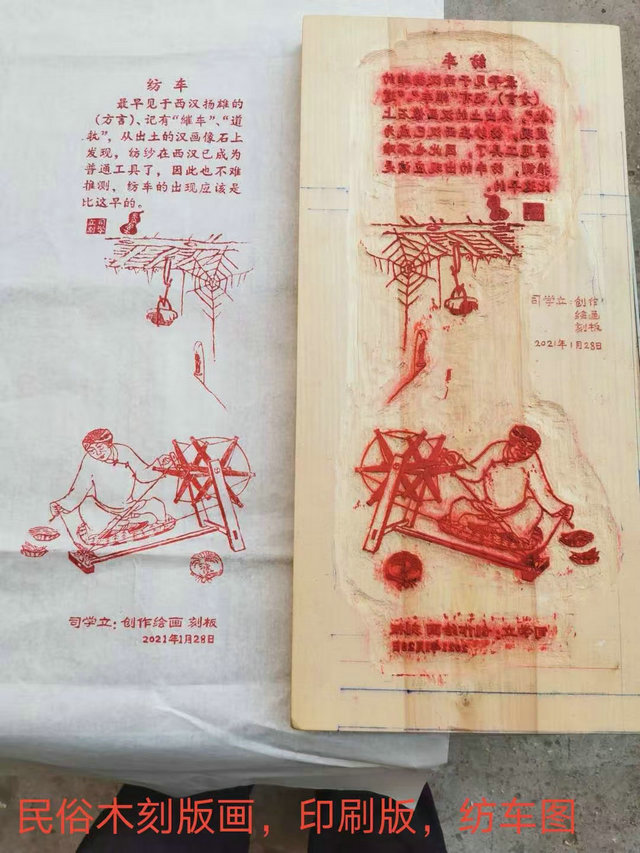 纺车
最早见于西汉扬雄的
（方言）、记有“繀车”、“道
轨”，从出土的汉画像石上
发现，纺纱在西汉已成为
普通工具了，因此也不难
推测，纺车的出现应该是
比这早的。
司学立：创作绘画 刻板
2021年1月28日
纺车
司学立：创作
绘画
刻板
2021年1月28日
民俗木刻版画，印刷版，纺车图